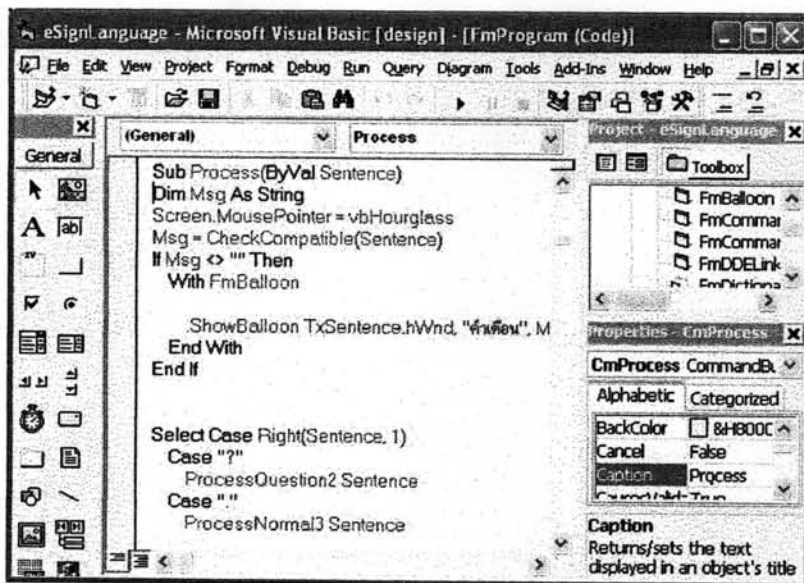 eSignLanguage - Microsoft Visual Basic [design] - [FmProgram (Code)]
File Edit View Project Format Debug Run Query Diagram Tools Add-Ins Window Help
General
(General) Process
Sub Process(ByVal Sentence)
Dim Msg As String
Screen.MousePointer = vbHourglass
Msg = CheckCompatible(Sentence)
If Msg <> "" Then
With FmBalloon
.ShowBalloon TxSentence.hWnd, "คำเตือน", M
End With
End If
Select Case Right(Sentence, 1)
Case "?"
ProcessQuestion2 Sentence
Case "."
ProcessNormal3 Sentence
Project - eSignLanguage
Toolbox
FmBalloon
FmCommar
FmCommar
FmDDELink
FmDictiona
Properties - CmProcess
CmProcess CommandBu
Alphabetic Categorized
BackColor &H800C
Cancel False
Caption Process
Caption
Returns/sets the text
displayed in an object's title